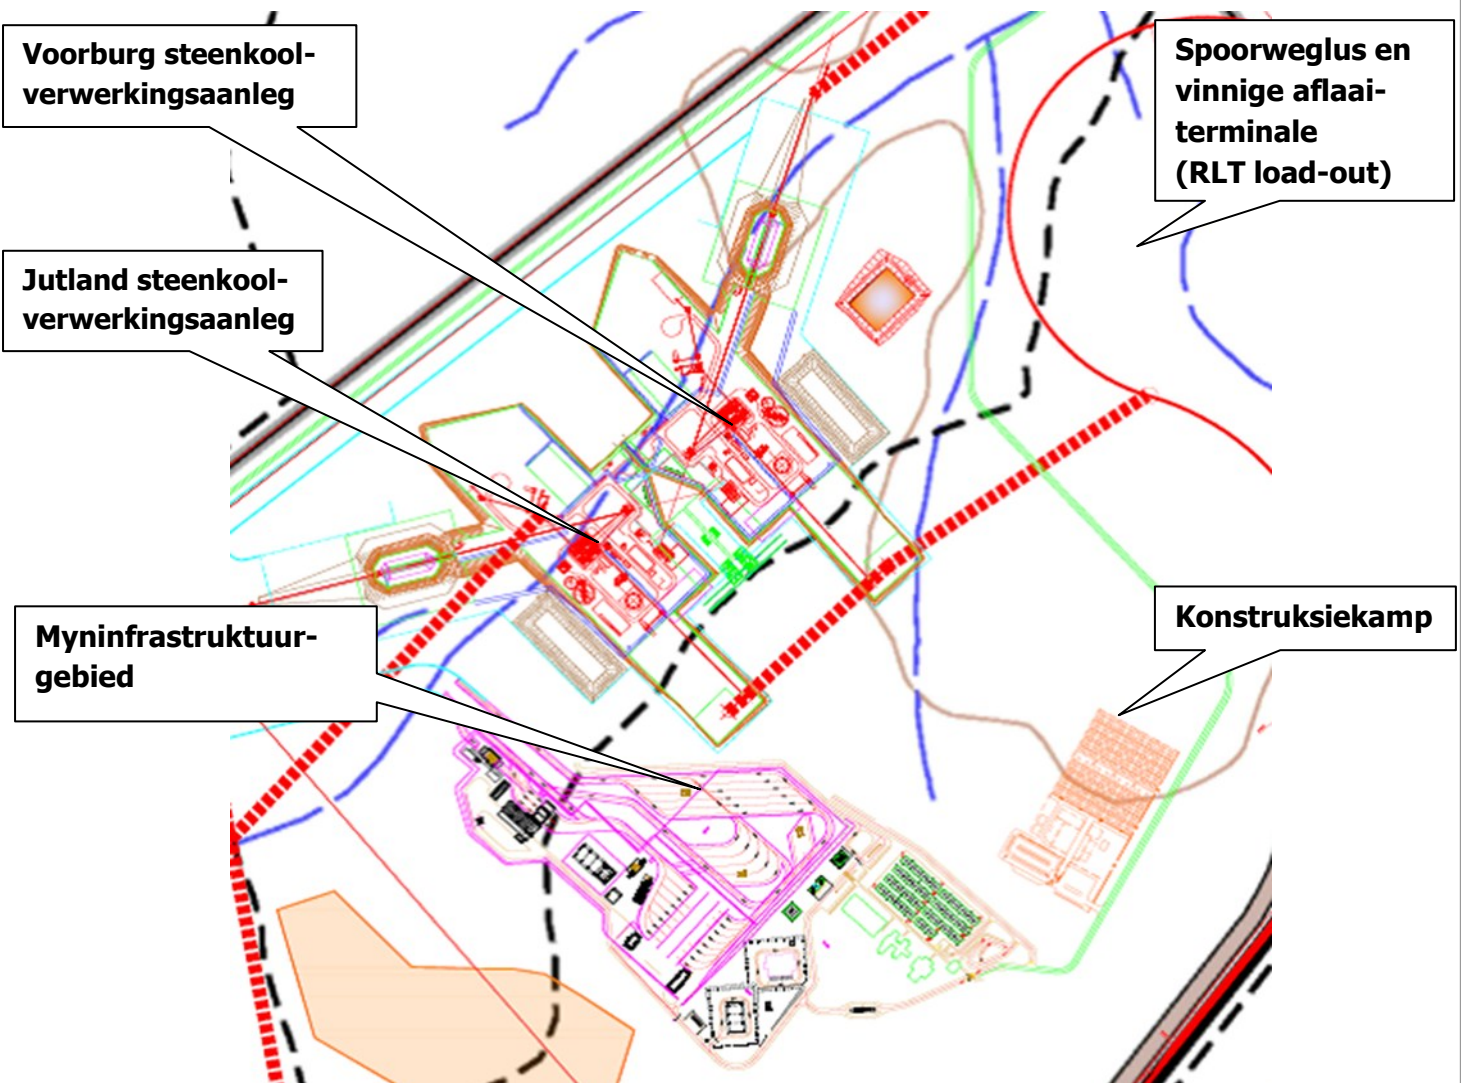 Voorburg steenkool-
verwerkingsaanleg
Spoorweglus en
vinnige aflaai-
terminale
(RLT load-out)
Jutland steenkool-
verwerkingsaanleg
Myninfrastruktuur-
gebied
Konstruksiekamp